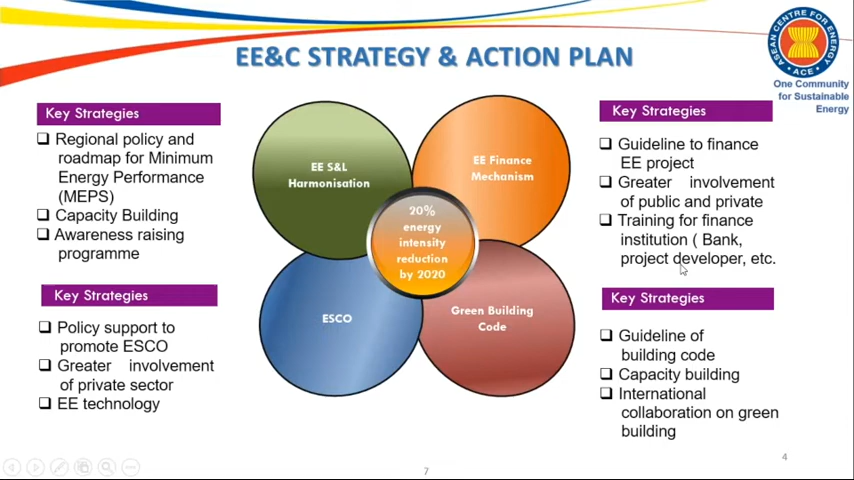 EE&C STRATEGY & ACTION PLAN
ASEAN CENTRE FOR ENERGY
• ACE •
One Community
for Sustainable
Energy
Key Strategies
❑ Regional policy and
roadmap for Minimum
Energy Performance
(MEPS)
❑ Capacity Building
❑ Awareness raising
programme
Key Strategies
❑ Policy support to
promote ESCO
❑ Greater involvement
of private sector
❑ EE technology
EE S&L
Harmonisation
EE Finance
Mechanism
20%
energy
intensity
reduction
by 2020
ESCO
Green Building
Code
Key Strategies
❑ Guideline to finance
EE project
❑ Greater involvement
of public and private
❑ Training for finance
institution ( Bank,
project developer, etc.
Key Strategies
❑ Guideline of
building code
❑ Capacity building
❑ International
collaboration on green
building
4
7